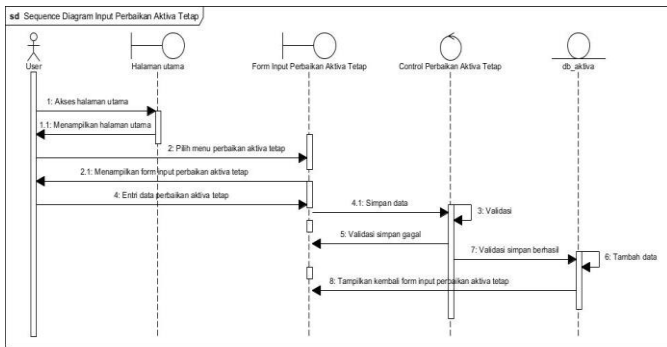 sd Sequence Diagram Input Perbaikan Aktiva Tetap
User
Halaman utama
Form Input Perbaikan Aktiva Tetap
Control Perbaikan Aktiva Tetap
db_aktiva
1: Akses halaman utama
1.1: Menampilkan halaman utama
2: Pilih menu perbaikan aktiva tetap
2.1: Menampilkan form input perbaikan aktiva tetap
4: Entri data perbaikan aktiva tetap
4.1: Simpan data
3: Validasi
5: Validasi simpan gagal
7: Validasi simpan berhasil
6: Tambah data
8: Tampilkan kembali form input perbaikan aktiva tetap